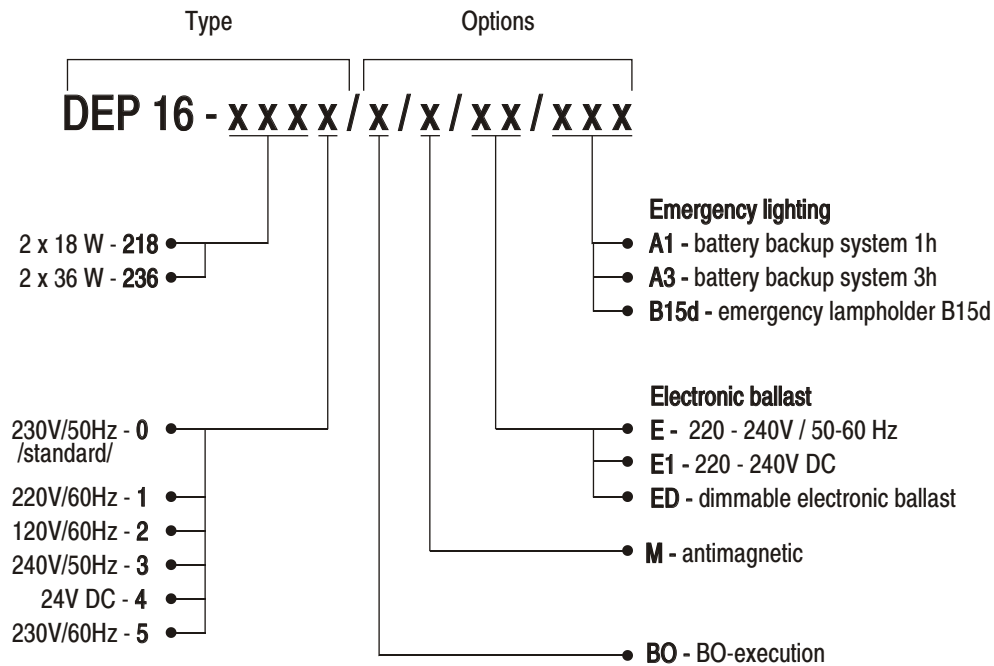 Type
Options
DEP 16 - x x x x / x / x / x x / x x x
2 x 18 W - 218
2 x 36 W - 236
230V/50Hz - 0
/standard/
220V/60Hz - 1
120V/60Hz - 2
240V/50Hz - 3
24V DC - 4
230V/60Hz - 5
Emergency lighting
A1 - battery backup system 1h
A3 - battery backup system 3h
B15d - emergency lampholder B15d
Electronic ballast
E - 220 - 240V / 50-60 Hz
E1 - 220 - 240V DC
ED - dimmable electronic ballast
M - antimagnetic
BO - BO-execution